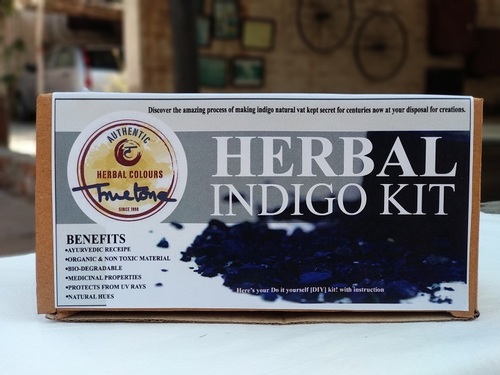 Discover the amazing process of making indigo natural vat kept secret for centuries now at your disposal for creations.
AUTHENTIC
HERBAL COLOURS
Truetone
SINCE 1998
HERBAL
INDIGO KIT
BENEFITS
•AYURVEDIC RECEIPE
•ORGANIC & NON TOXIC MATERIAL
•BIO-DEGRADABLE
•MEDICINAL PROPERTIES
•PROTECTS FROM UV RAYS
•NATURAL HUES
Here's your Do it yourself [DIY] kit! with instruction